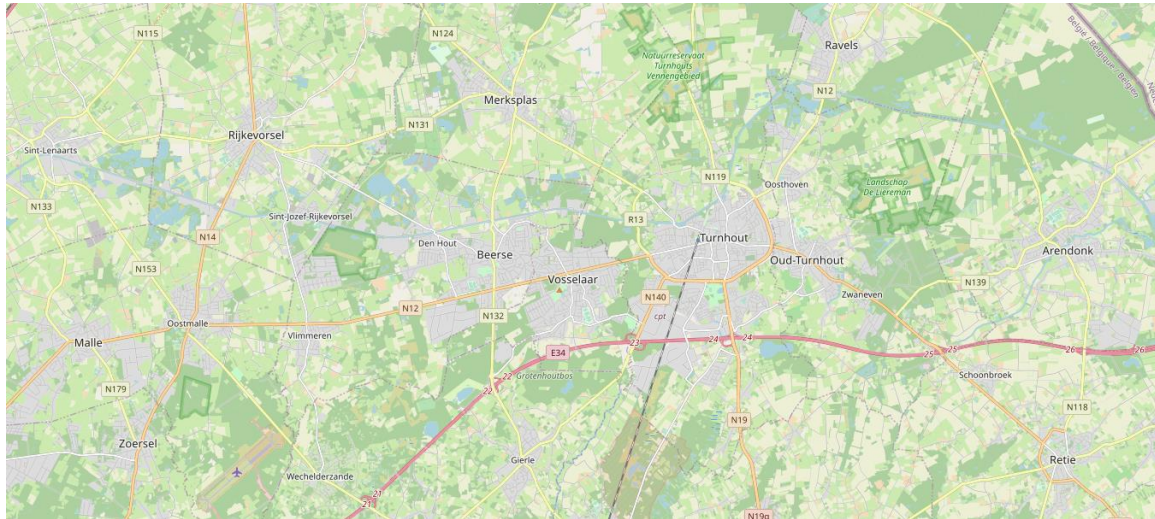 N115
N124
Ravels
België / Belgique - Belgien
Natuurreservaat
Turnhouts
Vennengebied
N12
Merksplas
N131
Rijkevorsel
Sint-Lenaarts
N119
Oosthoven
Landschap
De Liereman
N133
Sint-Jozef-Rijkevorsel
R13
N14
Den Hout
Turnhout
Arendonk
Beerse
Oud-Turnhout
N153
Vosselaar
N139
Zwaneven
N140
N12
N132
cpt
Oostmalle
Vlimmeren
Malle
23
24
24
E34
25
25
26
26
Grotenhoutbos
22
22
Schoonbroek
N179
N118
N19
Zoersel
Gierle
Retie
Wechelderzande
21
21
N19g